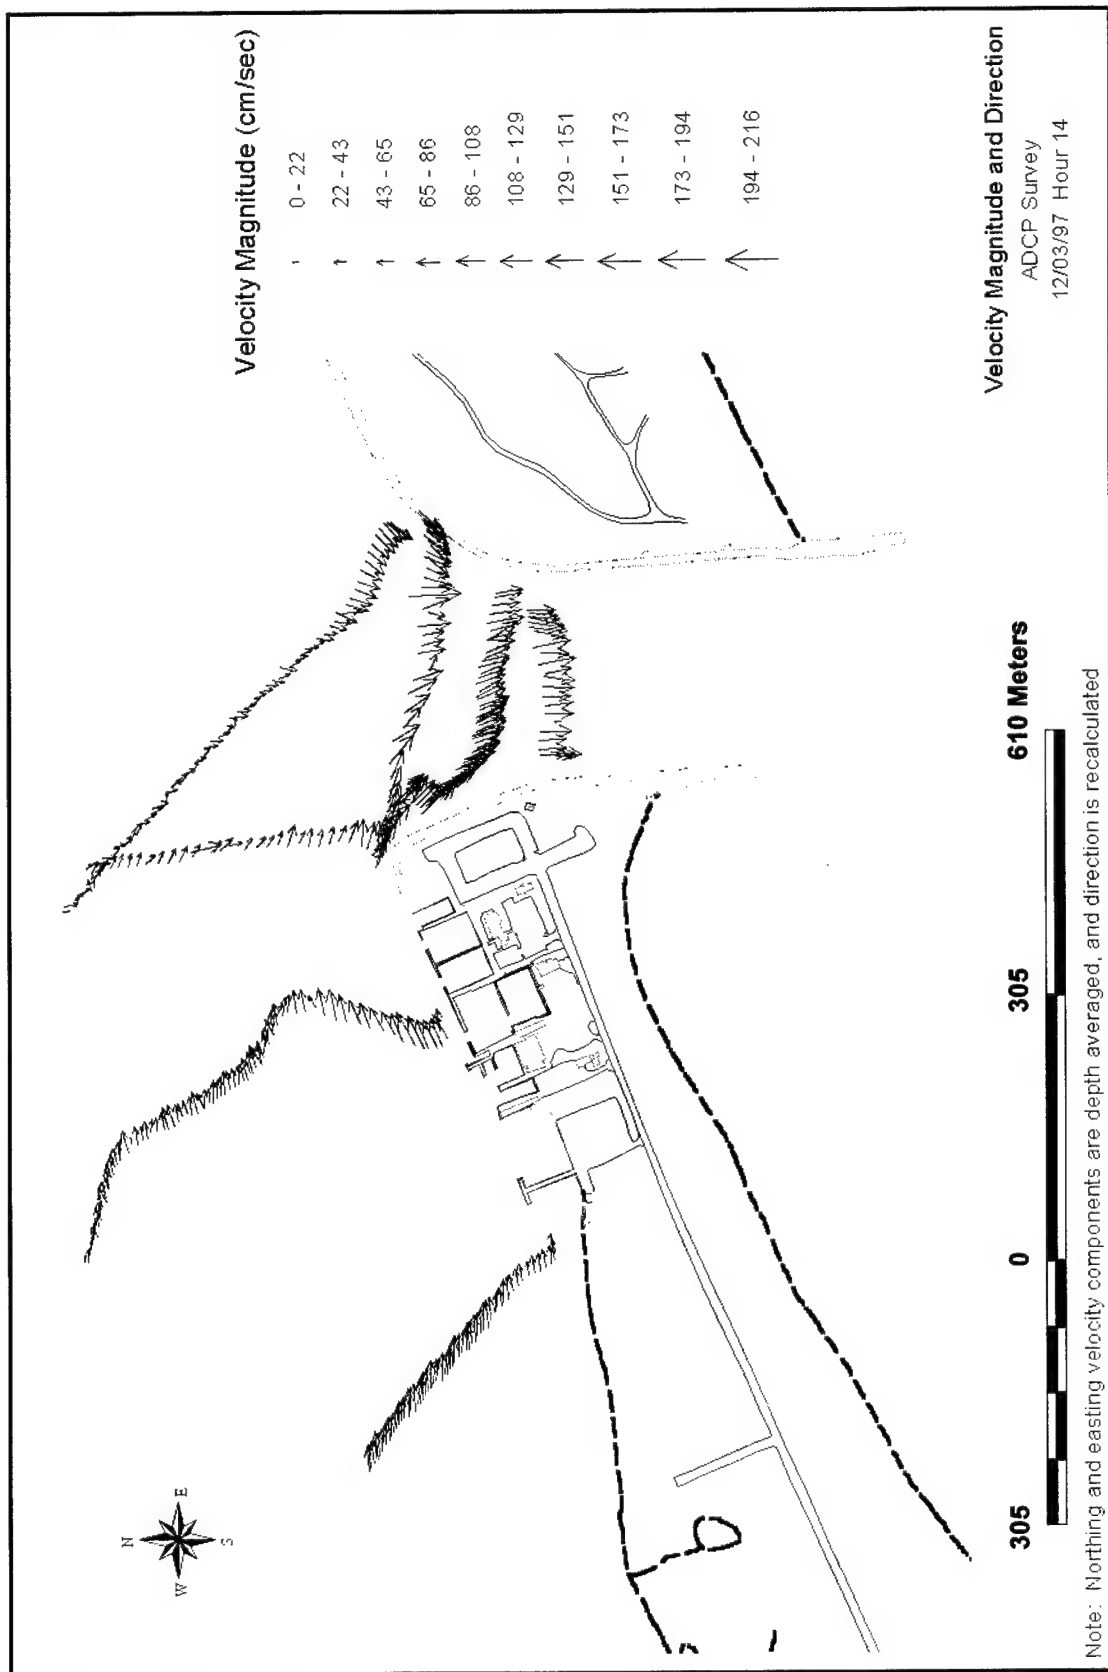 Velocity Magnitude (cm/sec)
0 - 22
22 - 43
43 - 65
65 - 86
86 - 108
108 - 129
129 - 151
151 - 173
173 - 194
194 - 216
N
W E
S
305 0 305 610 Meters
Velocity Magnitude and Direction
ADCP Survey
12/03/97 Hour 14
Note: Northing and easting velocity components are depth averaged, and direction is recalculated